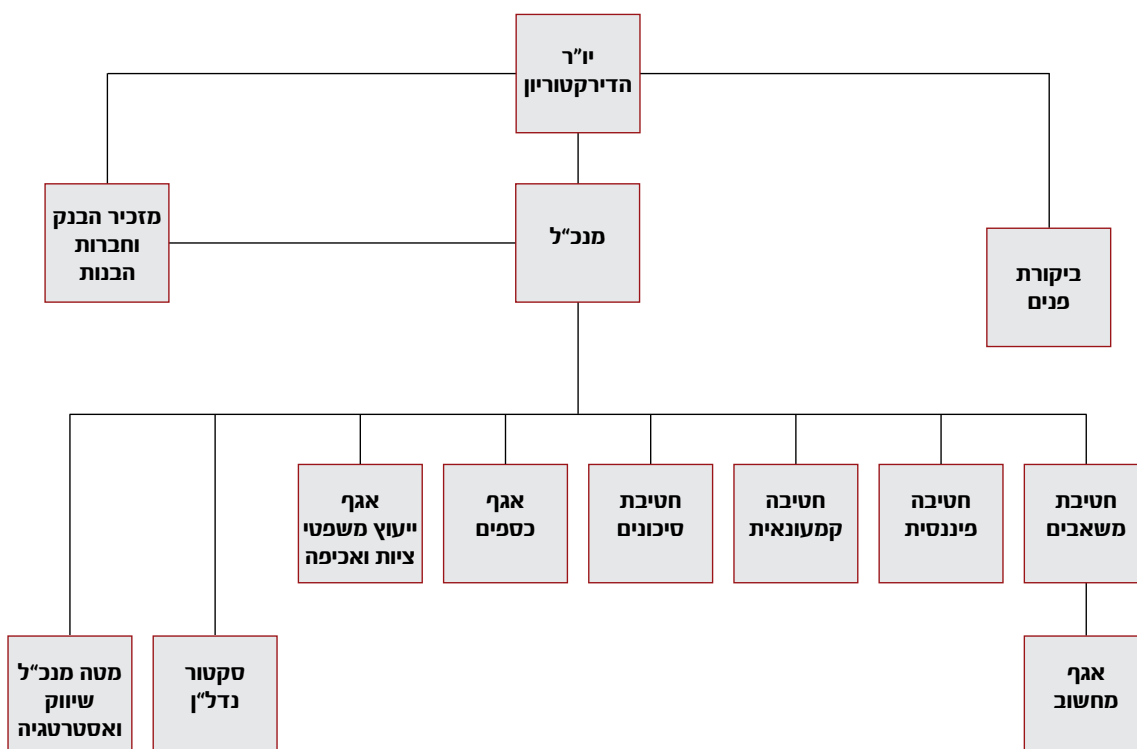 יו"ר
הדירקטוריון
מזכיר הבנק
וחברות
הבנות
מנכ"ל
ביקורת
פנים
חטיבת
משאבים
חטיבה
פיננסית
חטיבה
קמעונאית
חטיבת
סיכונים
אגף
כספים
אגף
ייעוץ משפטי
ציות ואכיפה
אגף
מחשוב
סקטור
נדל"ן
מטה מנכ"ל
שיווק
ואסטרטגיה